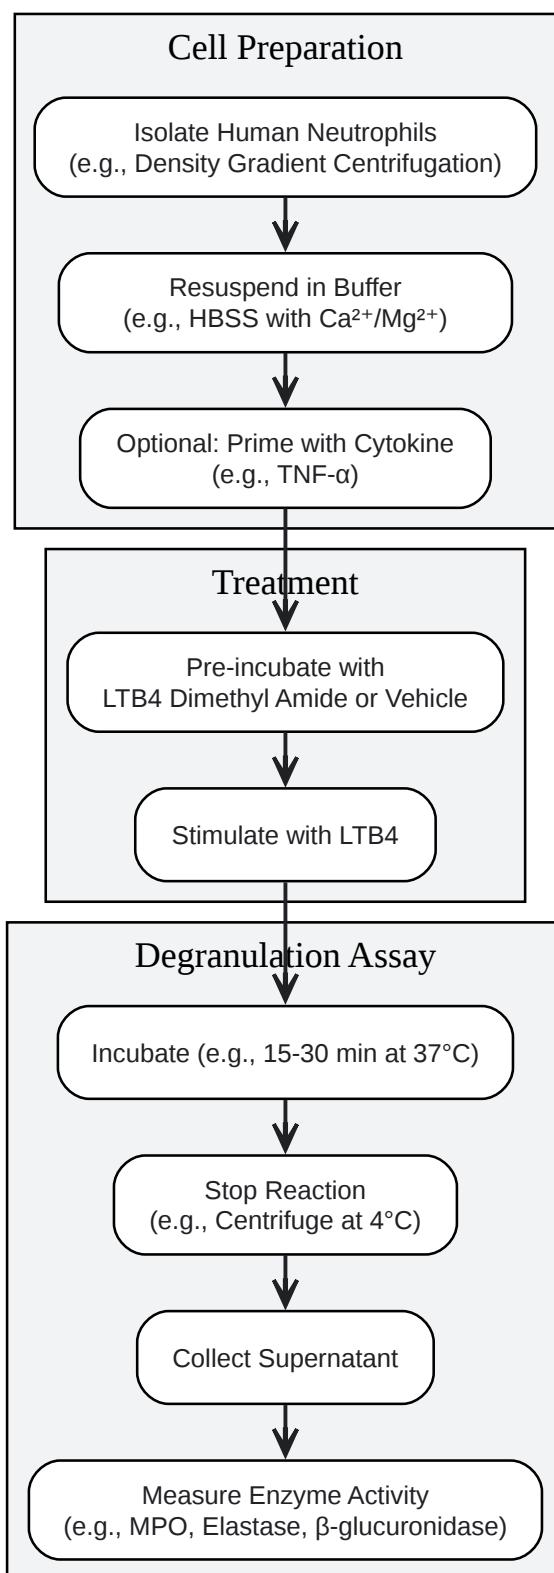 Cell Preparation
Isolate Human Neutrophils
(e.g., Density Gradient Centrifugation)
Resuspend in Buffer
(e.g., HBSS with Ca²⁺/Mg²⁺)
Optional: Prime with Cytokine
(e.g., TNF-α)
Treatment
Pre-incubate with
LTB4 Dimethyl Amide or Vehicle
Stimulate with LTB4
Degranulation Assay
Incubate (e.g., 15-30 min at 37°C)
Stop Reaction
(e.g., Centrifuge at 4°C)
Collect Supernatant
Measure Enzyme Activity
(e.g., MPO, Elastase, β-glucuronidase)